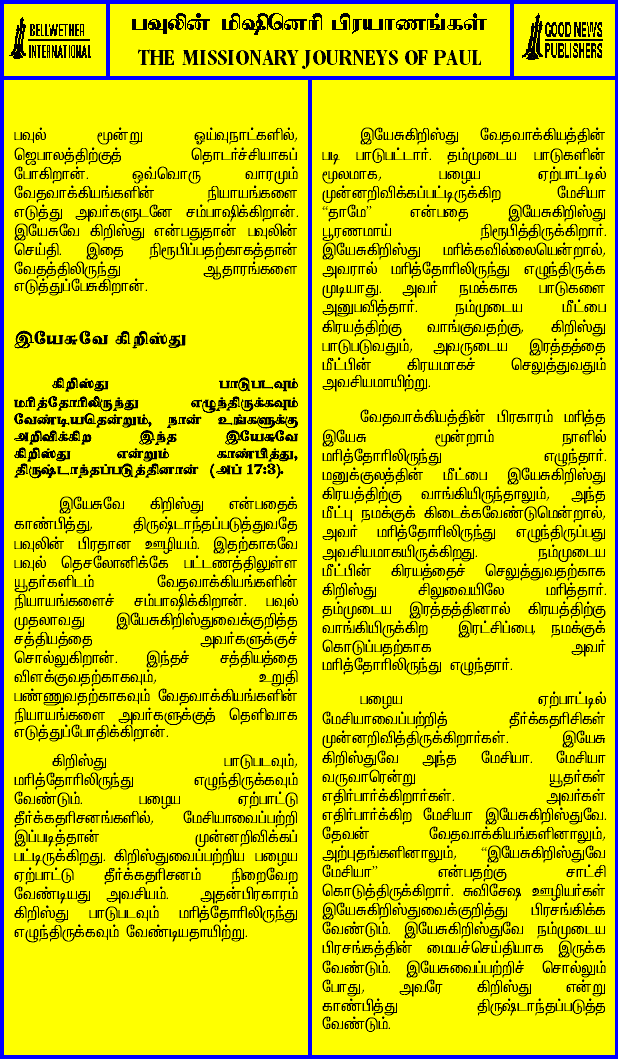 BELLWETHER
INTERNATIONAL
பவுலின் மிஷினெரி பிரயாணங்கள்
THE MISSIONARY JOURNEYS OF PAUL
GOOD NEWS
PUBLISHERS
பவுல் மூன்று ஓய்வுநாட்களில்,
ஜெபாலத்திற்குத் தொடர்ச்சியாகப்
போகிறான். ஒவ்வொரு வாரமும்
வேதவாக்கியங்களின் நியாயங்களை
எடுத்து அவர்களுடனே சம்பாஷிக்கிறான்.
இயேசுவே கிறிஸ்து என்பதுதான் பவுலின்
செய்தி. இதை நிரூபிப்பதற்காகத்தான்
வேதத்திலிருந்து ஆதாரங்களை
எடுத்துப்பேசுகிறான்.
இயேசுவே கிறிஸ்து
கிறிஸ்து பாடுபடவும்
மரித்தோரிலிருந்து எழுந்திருக்கவும்
வேண்டியதென்றும், நான் உங்களுக்கு
அறிவிக்கிற இந்த இயேசுவே
கிறிஸ்து என்றும் காண்பித்து,
திருஷ்டாந்தப்படுத்தினான் (அப் 17:3).
இயேசுவே கிறிஸ்து என்பதைக்
காண்பித்து, திருஷ்டாந்தப்படுத்துவதே
பவுலின் பிரதான ஊழியம். இதற்காகவே
பவுல் தெசலோனிக்கே பட்டணத்திலுள்ள
யூதர்களிடம் வேதவாக்கியங்களின்
நியாயங்களைச் சம்பாஷிக்கிறான். பவுல்
முதலாவது இயேசுகிறிஸ்துவைக்குறித்த
சத்தியத்தை அவர்களுக்குச்
சொல்லுகிறான். இந்தச் சத்தியத்தை
விளக்குவதற்காகவும், உறுதி
பண்ணுவதற்காகவும் வேதவாக்கியங்களின்
நியாயங்களை அவர்களுக்குத் தெளிவாக
எடுத்துப்போதிக்கிறான்.
கிறிஸ்து பாடுபடவும்,
மரித்தோரிலிருந்து எழுந்திருக்கவும்
வேண்டும். பழைய ஏற்பாட்டு
தீர்க்கதரிசனங்களில், மேசியாவைப்பற்றி
இப்படித்தான் முன்னறிவிக்கப்
பட்டிருக்கிறது. கிறிஸ்துவைப்பற்றிய பழைய
ஏற்பாட்டு தீர்க்கதரிசனம் நிறைவேற
வேண்டியது அவசியம். அதன்பிரகாரம்
கிறிஸ்து பாடுபடவும் மரித்தோரிலிருந்து
எழுந்திருக்கவும் வேண்டியதாயிற்று.
இயேசுகிறிஸ்து வேதவாக்கியத்தின்
படி பாடுபட்டார். தம்முடைய பாடுகளின்
மூலமாக, பழைய ஏற்பாட்டில்
முன்னறிவிக்கப்பட்டிருக்கிற மேசியா
“தாமே” என்பதை இயேசுகிறிஸ்து
பூரணமாய் நிரூபித்திருக்கிறார்.
இயேசுகிறிஸ்து மரிக்கவில்லையென்றால்,
அவரால் மரித்தோரிலிருந்து எழுந்திருக்க
முடியாது. அவர் நமக்காக பாடுகளை
அனுபவித்தார். நம்முடைய மீட்பை
கிரயத்திற்கு வாங்குவதற்கு, கிறிஸ்து
பாடுபடுவதும், அவருடைய இரத்தத்தை
மீட்பின் கிரயமாகச் செலுத்துவதும்
அவசியமாயிற்று.
வேதவாக்கியத்தின் பிரகாரம் மரித்த
இயேசு மூன்றாம் நாளில்
மரித்தோரிலிருந்து எழுந்தார்.
மனுக்குலத்தின் மீட்பை இயேசுகிறிஸ்து
கிரயத்திற்கு வாங்கியிருந்தாலும், அந்த
மீட்பு நமக்குக் கிடைக்கவேண்டுமென்றால்,
அவர் மரித்தோரிலிருந்து எழுந்திருப்பது
அவசியமாகயிருக்கிறது. நம்முடைய
மீட்பின் கிரயத்தைச் செலுத்துவதற்காக
கிறிஸ்து சிலுவையிலே மரித்தார்.
தம்முடைய இரத்தத்தினால் கிரயத்திற்கு
வாங்கியிருக்கிற இரட்சிப்பை, நமக்குக்
கொடுப்பதற்காக அவர்
மரித்தோரிலிருந்து எழுந்தார்.
பழைய ஏற்பாட்டில்
மேசியாவைப்பற்றித் தீர்க்கதரிசிகள்
முன்னறிவித்திருக்கிறார்கள். இயேசு
கிறிஸ்துவே அந்த மேசியா. மேசியா
வருவாரென்று யூதர்கள்
எதிர்பார்க்கிறார்கள். அவர்கள்
எதிர்பார்க்கிற மேசியா இயேசுகிறிஸ்துவே.
தேவன் வேதவாக்கியங்களினாலும்,
அற்புதங்களினாலும், “இயேசுகிறிஸ்துவே
மேசியா” என்பதற்கு சாட்சி
கொடுத்திருக்கிறார். சுவிசேஷ ஊழியர்கள்
இயேசுகிறிஸ்துவைக்குறித்து பிரசங்கிக்க
வேண்டும். இயேசுகிறிஸ்துவே நம்முடைய
பிரசங்கத்தின் மையச்செய்தியாக இருக்க
வேண்டும். இயேசுவைப்பற்றிச் சொல்லும்
போது, அவரே கிறிஸ்து என்று
காண்பித்து திருஷ்டாந்தப்படுத்த
வேண்டும்.